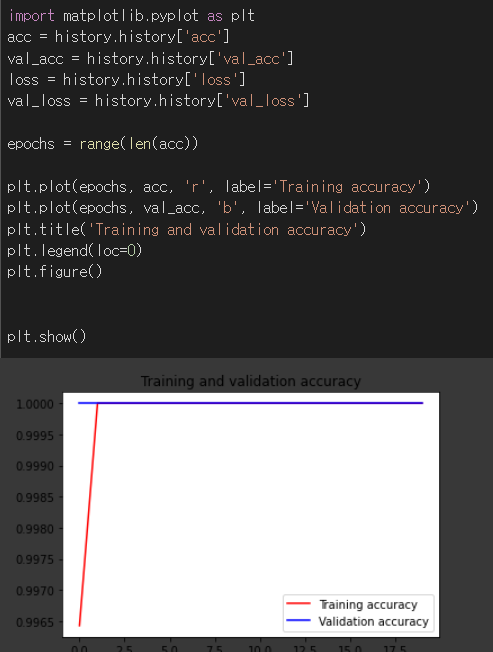 import matplotlib.pyplot as plt
acc = history.history['acc']
val_acc = history.history['val_acc']
loss = history.history['loss']
val_loss = history.history['val_loss']
epochs = range(len(acc))
plt.plot(epochs, acc, 'r', label='Training accuracy')
plt.plot(epochs, val_acc, 'b', label='Validation accuracy')
plt.title('Training and validation accuracy')
plt.legend(loc=0)
plt.figure()
plt.show()
Training and validation accuracy
1.0000
0.9995
0.9990
0.9985
0.9980
0.9975
0.9970
0.9965
Training accuracy
Validation accuracy
0.0 2.5 5.0 7.5 10.0 12.5 15.0 17.5